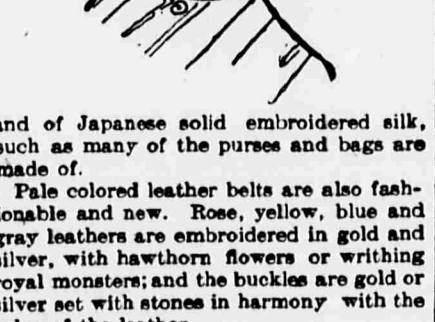 and of Japanese solid embroidered silk,
such as many of the purses and bags are
made of.
Pale colored leather belts are also fash-
ionable and new. Rose, yellow, blue and
gray leathers are embroidered in gold and
silver, with hawthorn flowers or writhing
royal monsters; and the buckles are gold or
silver set with stones in harmony with the